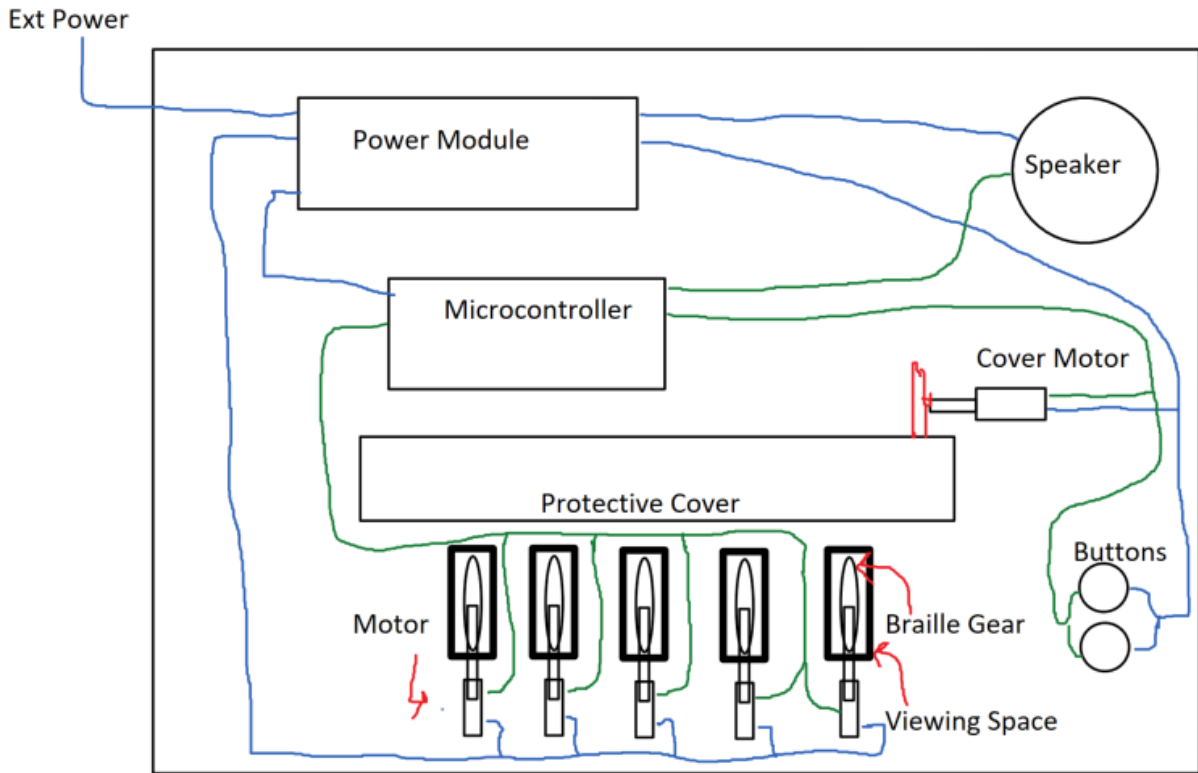 Ext Power
Power Module
Speaker
Microcontroller
Cover Motor
Protective Cover
Buttons
Motor
Braille Gear
Viewing Space